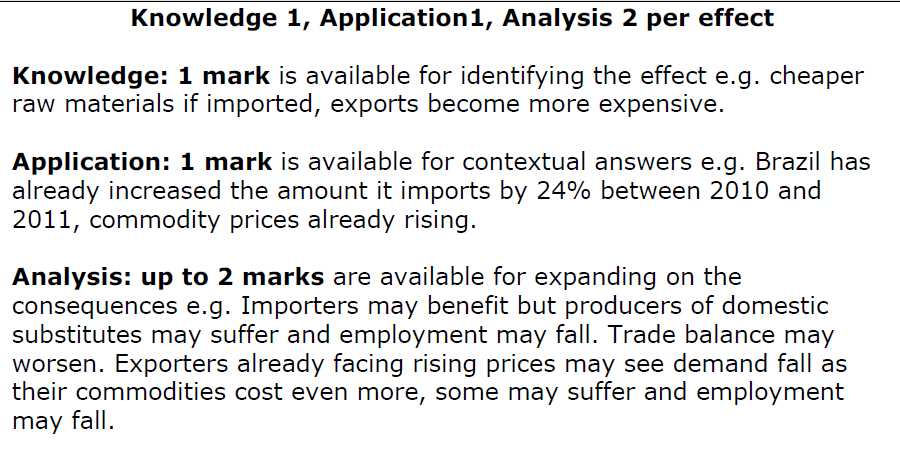 Knowledge 1, Application1, Analysis 2 per effect
Knowledge: 1 mark is available for identifying the effect e.g. cheaper
raw materials if imported, exports become more expensive.
Application: 1 mark is available for contextual answers e.g. Brazil has
already increased the amount it imports by 24% between 2010 and
2011, commodity prices already rising.
Analysis: up to 2 marks are available for expanding on the
consequences e.g. Importers may benefit but producers of domestic
substitutes may suffer and employment may fall. Trade balance may
worsen. Exporters already facing rising prices may see demand fall as
their commodities cost even more, some may suffer and employment
may fall.